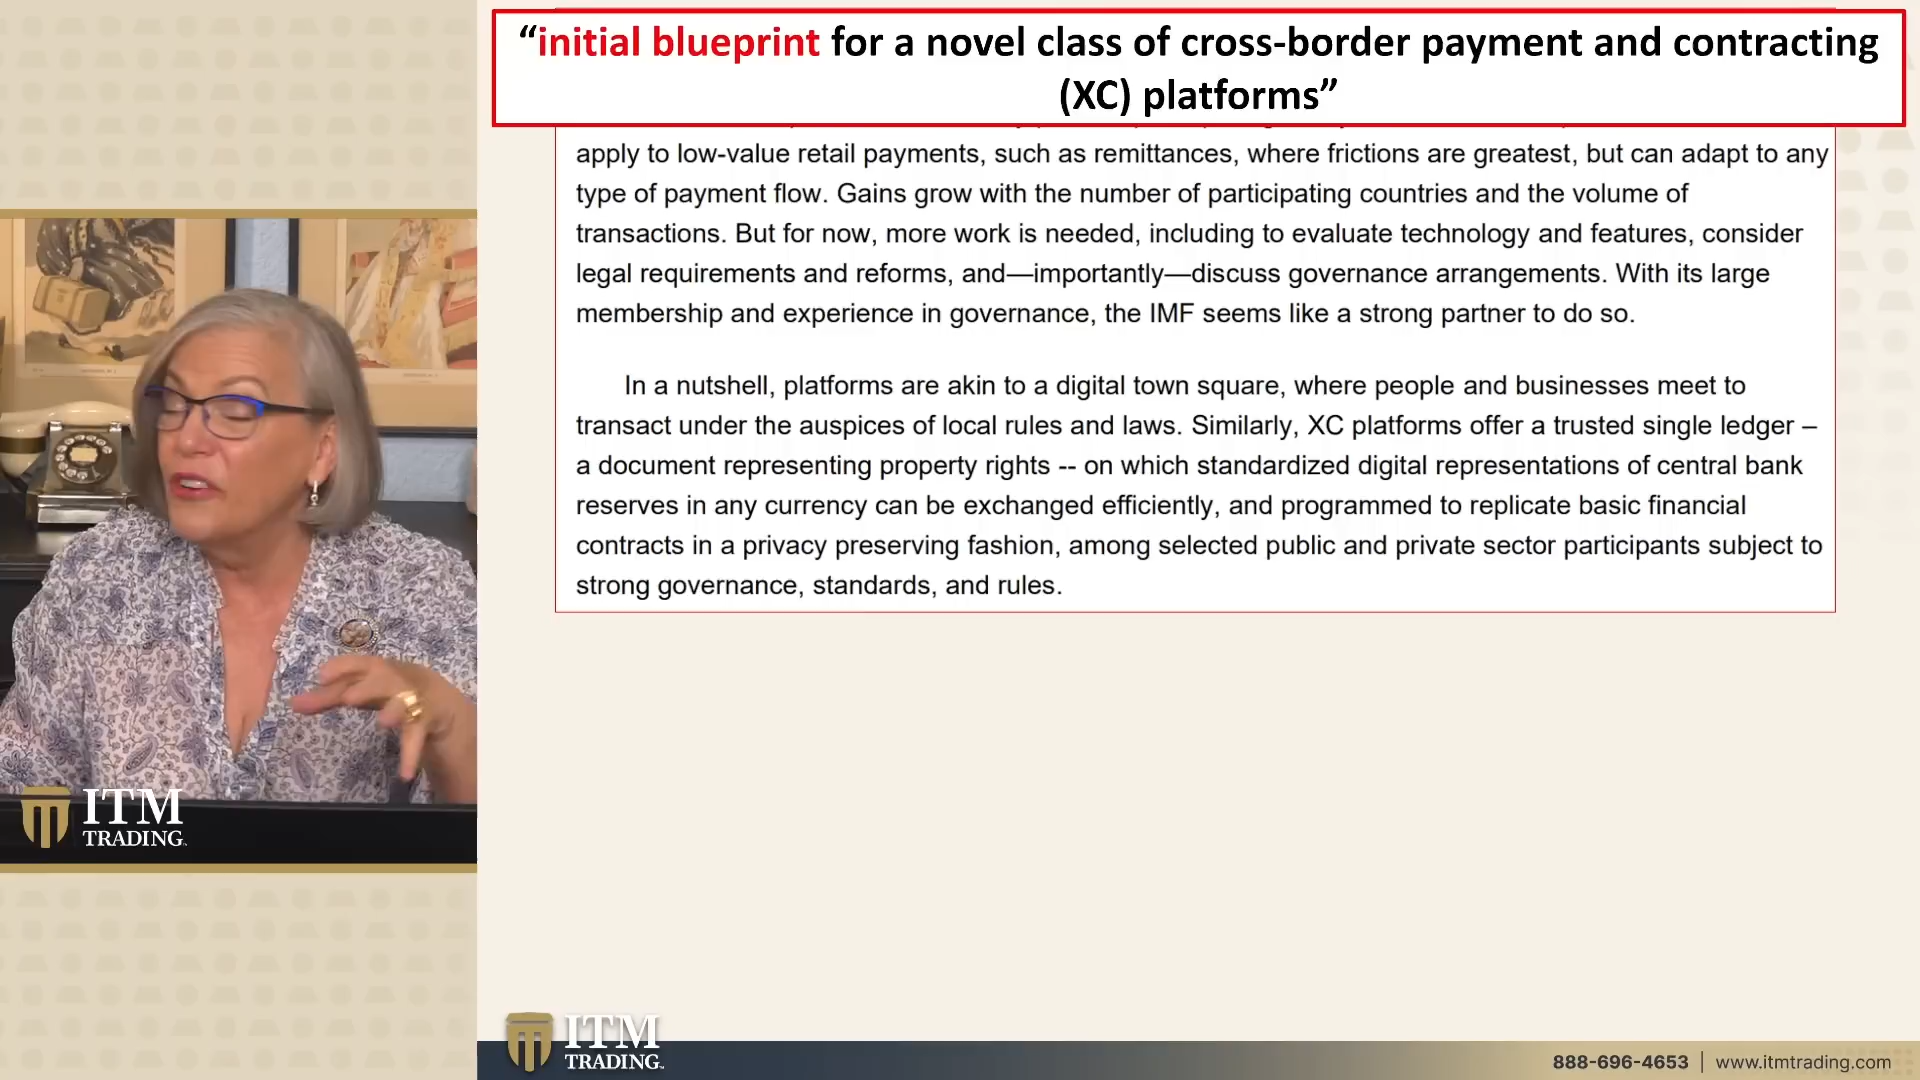 “initial blueprint for a novel class of cross-border payment and contracting
(XC) platforms”
apply to low-value retail payments, such as remittances, where frictions are greatest, but can adapt to any
type of payment flow. Gains grow with the number of participating countries and the volume of
transactions. But for now, more work is needed, including to evaluate technology and features, consider
legal requirements and reforms, and—importantly—discuss governance arrangements. With its large
membership and experience in governance, the IMF seems like a strong partner to do so.
In a nutshell, platforms are akin to a digital town square, where people and businesses meet to
transact under the auspices of local rules and laws. Similarly, XC platforms offer a trusted single ledger –
a document representing property rights -- on which standardized digital representations of central bank
reserves in any currency can be exchanged efficiently, and programmed to replicate basic financial
contracts in a privacy preserving fashion, among selected public and private sector participants subject to
strong governance, standards, and rules.
ITM
TRADING
ITM
TRADING
888-696-4653 | www.itmtrading.com